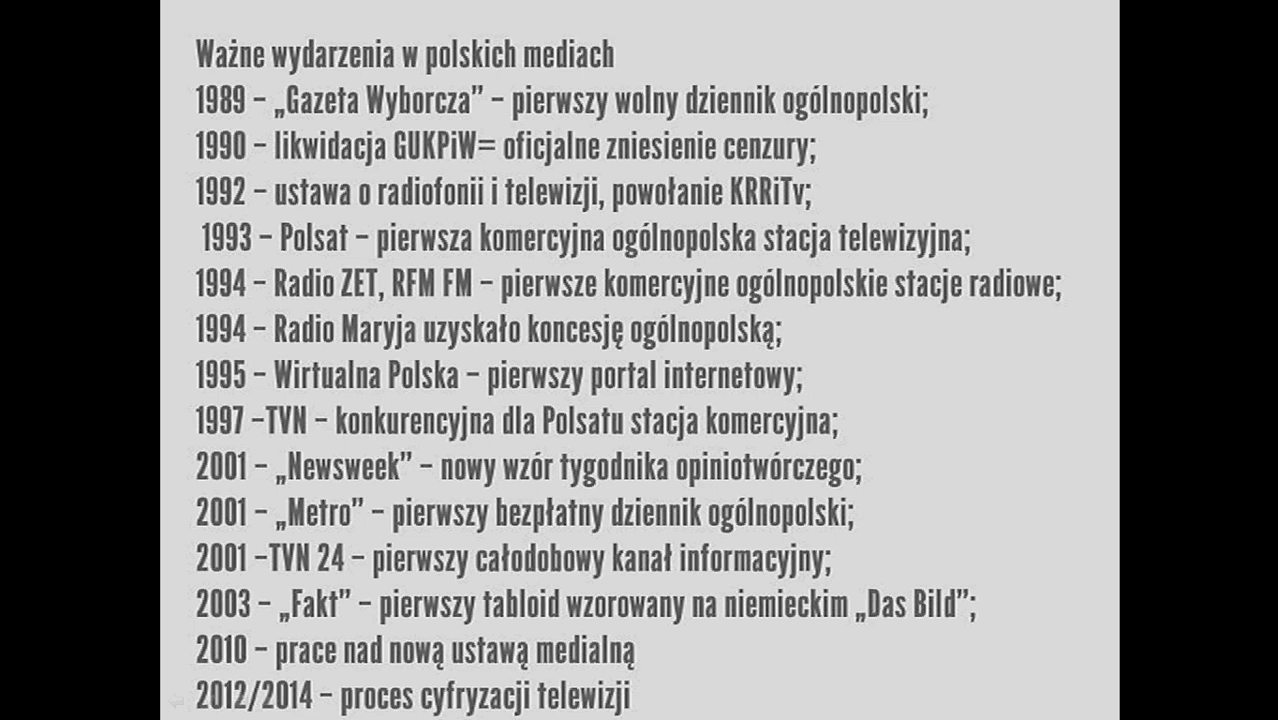 Ważne wydarzenia w polskich mediach
1989 – „Gazeta Wyborcza” – pierwszy wolny dziennik ogólnopolski;
1990 – likwidacja GUKPiW= oficjalne zniesienie cenzury;
1992 – ustawa o radiofonii i telewizji, powołanie KRRiTv;
1993 – Polsat – pierwsza komercyjna ogólnopolska stacja telewizyjna;
1994 – Radio ZET, RFM FM – pierwsze komercyjne ogólnopolskie stacje radiowe;
1994 – Radio Maryja uzyskało koncesję ogólnopolską;
1995 – Wirtualna Polska – pierwszy portal internetowy;
1997 –TVN – konkurencyjna dla Polsatu stacja komercyjna;
2001 – „Newsweek” – nowy wzór tygodnika opiniotwórczego;
2001 – „Metro” – pierwszy bezpłatny dziennik ogólnopolski;
2001 –TVN 24 – pierwszy całodobowy kanał informacyjny;
2003 – „Fakt” – pierwszy tabloid wzorowany na niemieckim „Das Bild”;
2010 – prace nad nową ustawą medialną
2012/2014 – proces cyfryzacji telewizji